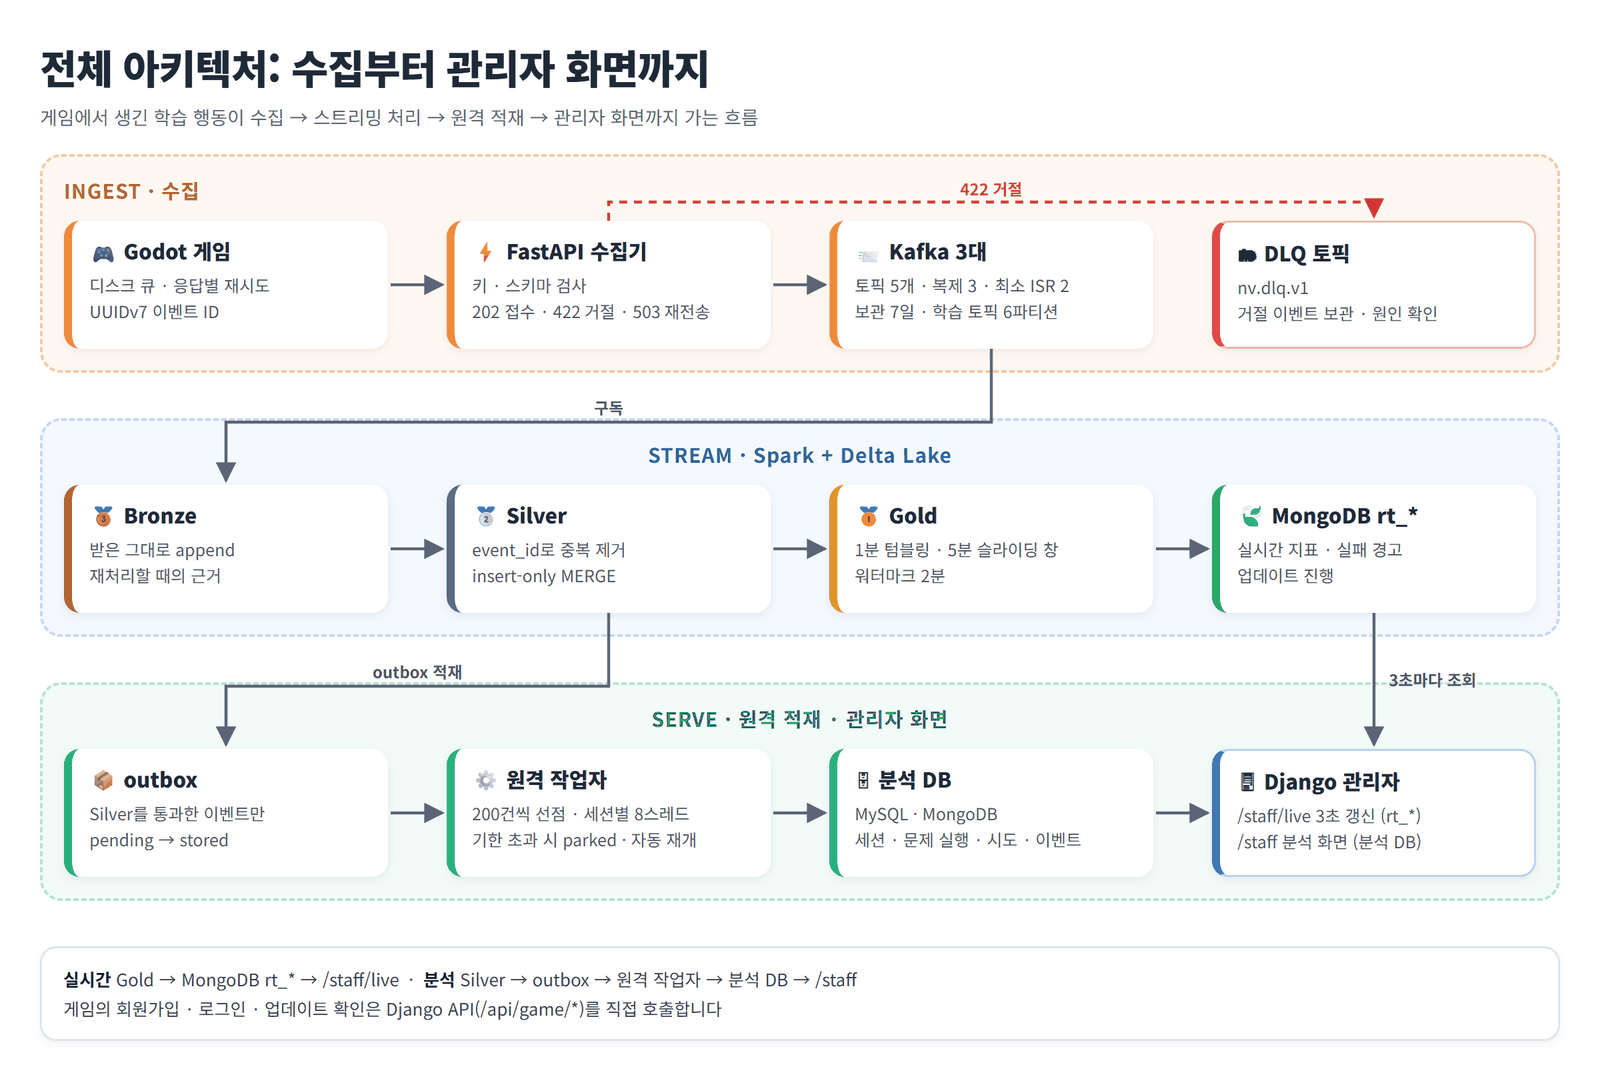 전체 아키텍처: 수집부터 관리자 화면까지
게임에서 생긴 학습 행동이 수집 → 스트리밍 처리 → 원격 적재 → 관리자 화면까지 가는 흐름
INGEST · 수집
422 거절
Godot 게임
디스크 큐 · 응답별 재시도
UUIDv7 이벤트 ID
FastAPI 수집기
키 · 스키마 검사
202 접수 · 422 거절 · 503 재전송
Kafka 3대
토픽 5개 · 복제 3 · 최소 ISR 2
보관 7일 · 학습 토픽 6파티션
DLQ 토픽
nv.dlq.v1
거절 이벤트 보관 · 원인 확인
구독
STREAM · Spark + Delta Lake
Bronze
받은 그대로 append
재처리할 때의 근거
Silver
event_id로 중복 제거
insert-only MERGE
Gold
1분 텀블링 · 5분 슬라이딩 창
워터마크 2분
MongoDB rt_*
실시간 지표 · 실패 경고
업데이트 진행
outbox 적재
3초마다 조회
SERVE · 원격 적재 · 관리자 화면
outbox
Silver를 통과한 이벤트만
pending → stored
원격 작업자
200건씩 선점 · 세션별 8스레드
기한 초과 시 parked · 자동 재개
분석 DB
MySQL · MongoDB
세션 · 문제 실행 · 시도 · 이벤트
Django 관리자
/staff/live 3초 갱신 (rt_*)
/staff 분석 화면 (분석 DB)
실시간 Gold → MongoDB rt_* → /staff/live · 분석 Silver → outbox → 원격 작업자 → 분석 DB → /staff
게임의 회원가입 · 로그인 · 업데이트 확인은 Django API(/api/game/*)를 직접 호출합니다